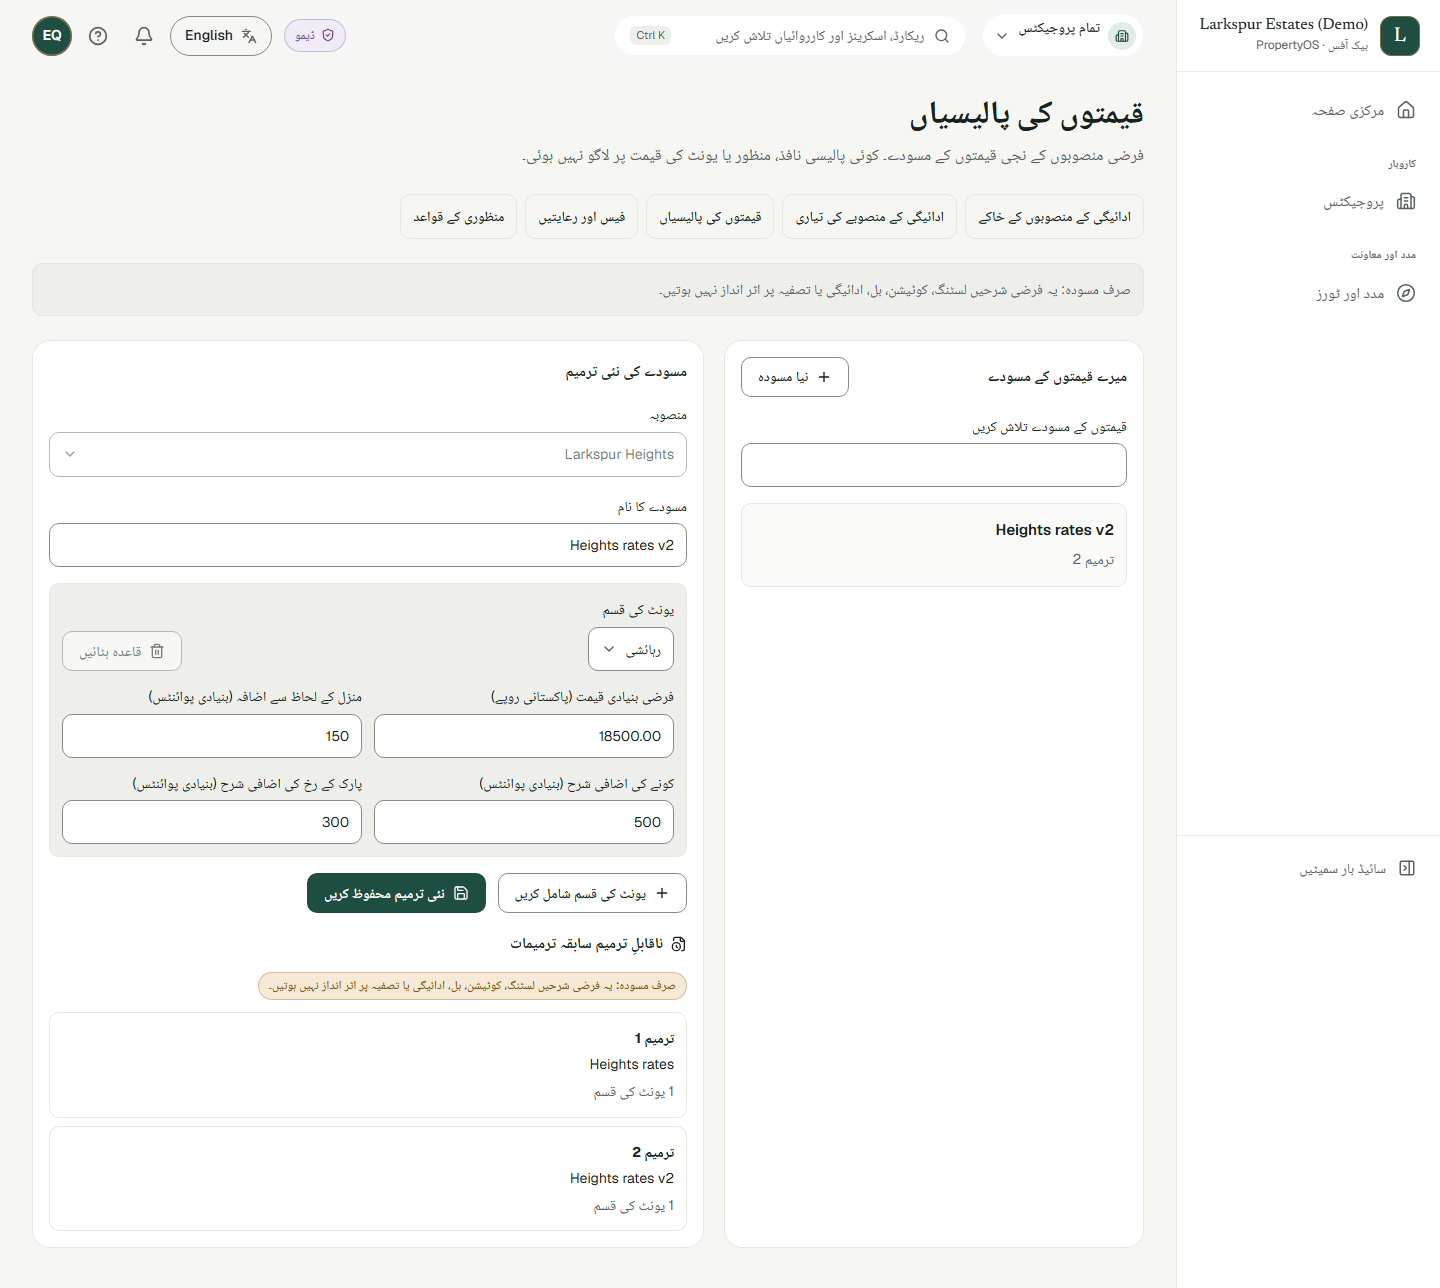 Larkspur Estates (Demo)
بیک آفس · PropertyOS
L
مرکزی صفحہ
کاروبار
پروجیکٹس
مدد اور معاونت
مدد اور ٹورز
سائیڈ بار سمیٹیں
تمام پروجیکٹس
ریکارڈ، اسکرینز اور کارروائیاں تلاش کریں
Ctrl K
ڈیمو
English
EQ
قیمتوں کی پالیسیاں
فرضی منصوبوں کے نجی قیمتوں کے مسودے۔ کوئی پالیسی نافذ، منظور یا یونٹ کی قیمت پر لاگو نہیں ہوئی۔
ادائیگی کے منصوبوں کے خاکے
ادائیگی کے منصوبے کی تیاری
قیمتوں کی پالیسیاں
فیس اور رعایتیں
منظوری کے قواعد
صرف مسودہ: یہ فرضی شرحیں لسٹنگ، کوٹیشن، بل، ادائیگی یا تصفیہ پر اثر انداز نہیں ہوتیں۔
میرے قیمتوں کے مسودے
نیا مسودہ
قیمتوں کے مسودے تلاش کریں
Heights rates v2
ترمیم 2
مسودے کی نئی ترمیم
منصوبہ
Larkspur Heights
مسودے کا نام
Heights rates v2
یونٹ کی قسم
رہائشی
قاعدہ ہٹائیں
فرضی بنیادی قیمت (پاکستانی روپے)
18500.00
منزل کے لحاظ سے اضافہ (بنیادی پوائنٹس)
150
کونے کی اضافی شرح (بنیادی پوائنٹس)
500
پارک کے رخ کی اضافی شرح (بنیادی پوائنٹس)
300
یونٹ کی قسم شامل کریں
نئی ترمیم محفوظ کریں
ناقابلِ ترمیم سابقہ ترمیمات
صرف مسودہ: یہ فرضی شرحیں لسٹنگ، کوٹیشن، بل، ادائیگی یا تصفیہ پر اثر انداز نہیں ہوتیں۔
ترمیم 1
Heights rates
1 یونٹ کی قسم
ترمیم 2
Heights rates v2
1 یونٹ کی قسم